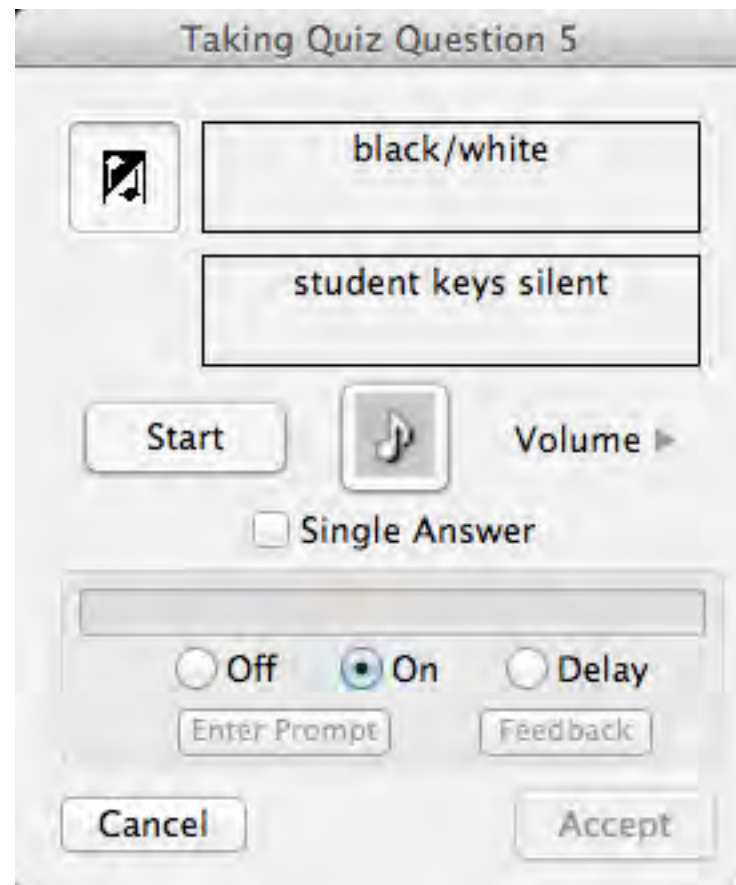 Taking Quiz Question 5
black/white
student keys silent
Start
Volume
Single Answer
Off On Delay
Enter Prompt Feedback
Cancel Accept